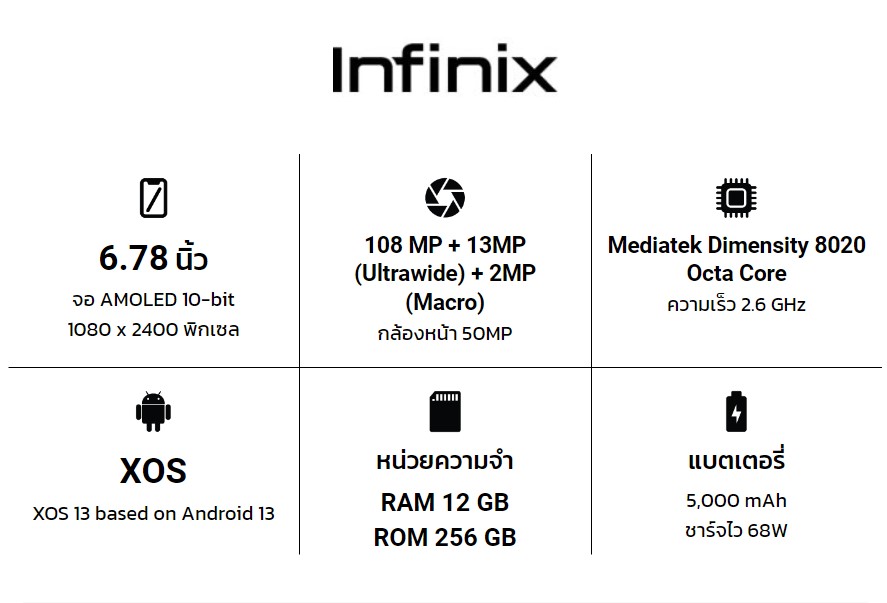 Infinix
6.78 นิ้ว
จอ AMOLED 10-bit
1080 x 2400 พิกเซล
108 MP + 13MP
(Ultrawide) + 2MP
(Macro)
กล้องหน้า 50MP
Mediatek Dimensity 8020
Octa Core
ความเร็ว 2.6 GHz
XOS
XOS 13 based on Android 13
หน่วยความจำ
RAM 12 GB
ROM 256 GB
แบตเตอรี่
5,000 mAh
ชาร์จไว 68W